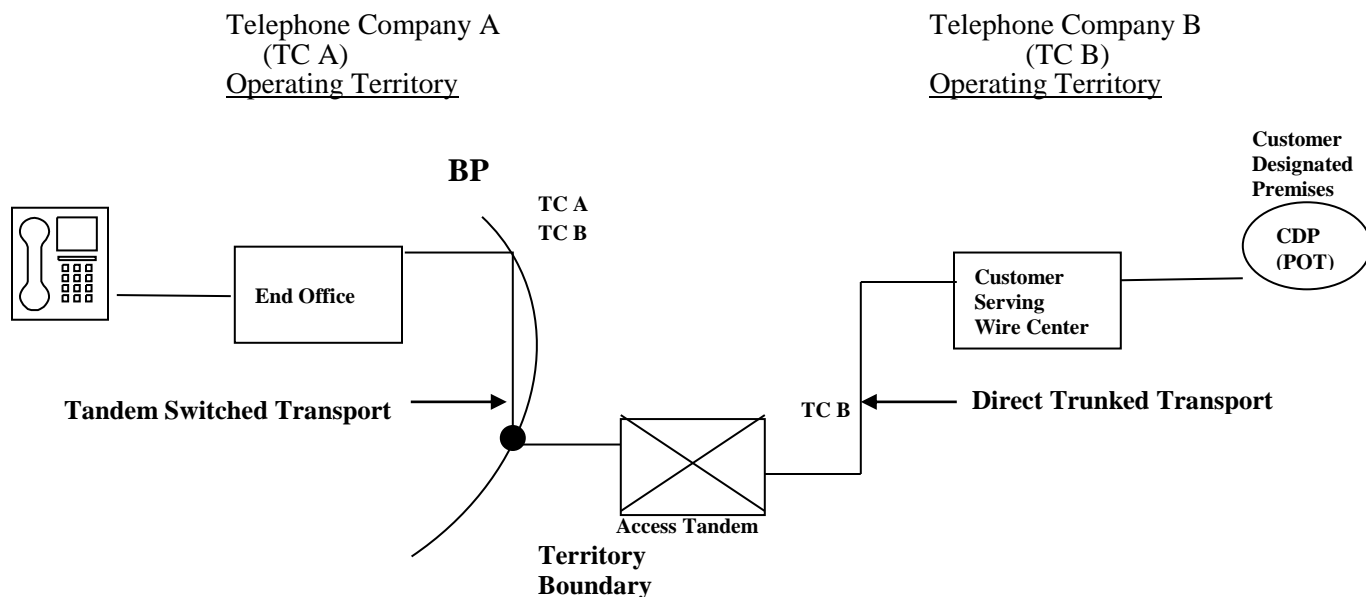 Telephone Company A
(TC A)
Operating Territory
Telephone Company B
(TC B)
Operating Territory
Customer
Designated
Premises
BP
TC A
TC B
CDP
(POT)
End Office
Customer
Serving
Wire Center
Tandem Switched Transport
TC B
Direct Trunked Transport
Access Tandem
Territory
Boundary